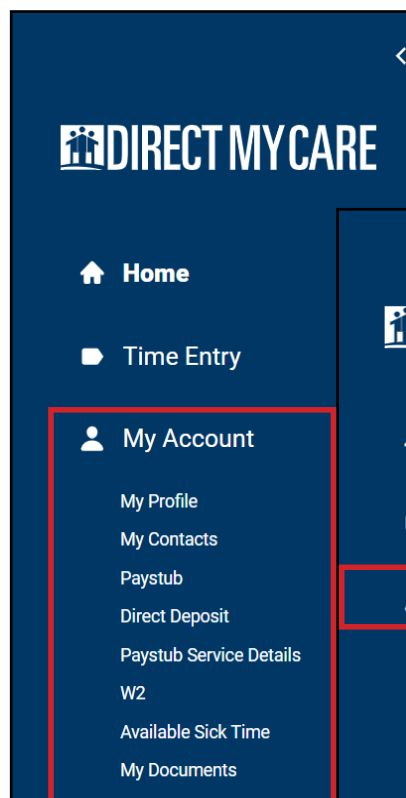 DIRECT MY CARE
Home
Time Entry
My Account
My Profile
My Contacts
Paystub
Direct Deposit
Paystub Service Details
W2
Available Sick Time
My Documents